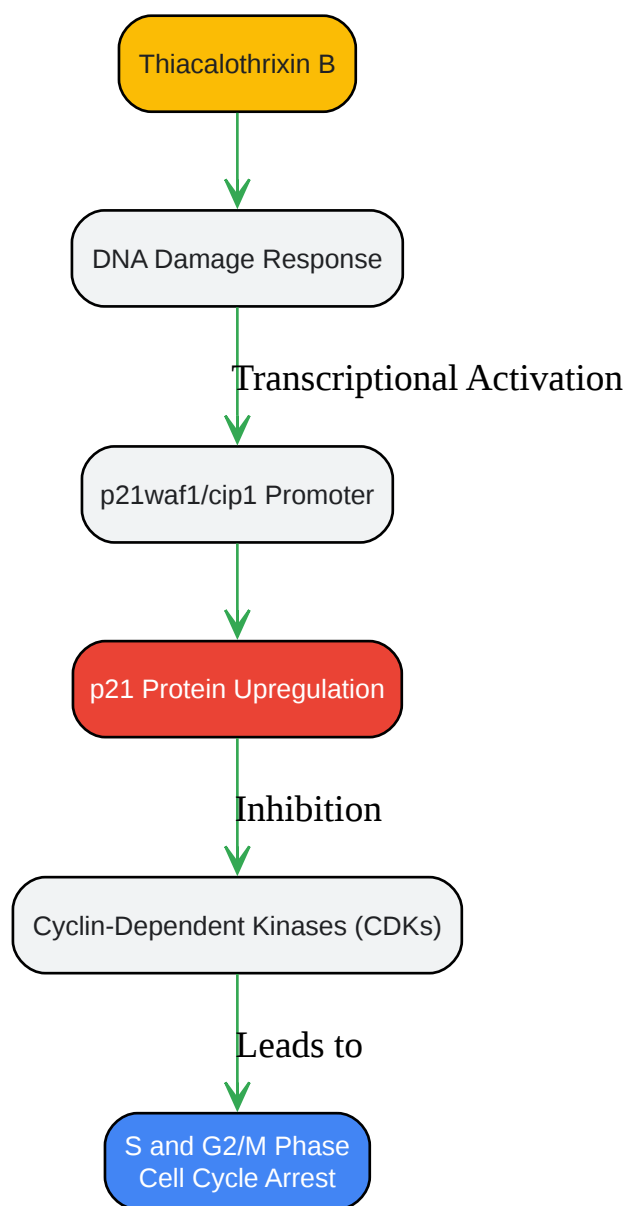 Thiacalothrixin B
DNA Damage Response
Transcriptional Activation
p21waf1/cip1 Promoter
p21 Protein Upregulation
Inhibition
Cyclin-Dependent Kinases (CDKs)
Leads to
S and G2/M Phase
Cell Cycle Arrest